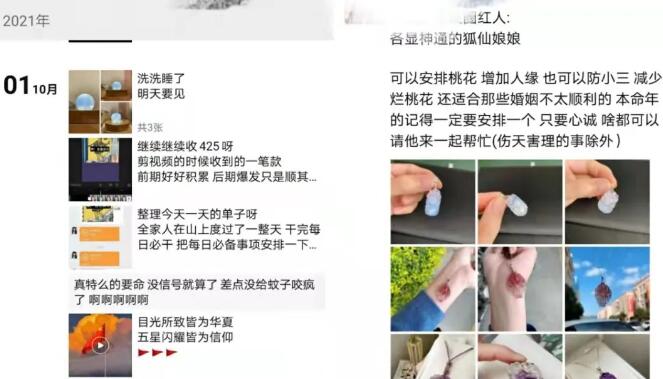 2021年
01 10月
洗洗睡了
明天要见
共3张
继续继续收 425 呀
剪视频的时候收到的一笔款
前期好好积累 后期爆发只是顺其…
整理今天一天的单子呀
全家人在山上度过了一整天 干完每
日必干 把每日必备事项安排一下…
真特么的要命 没信号就算了 差点没给蚊子咬疯
了 啊啊啊啊啊
目光所致皆为华夏
五星闪耀皆为信仰
红人:
各显神通的狐仙娘娘
可以安排桃花 增加人缘 也可以防小三 减少
烂桃花 还适合那些婚姻不太顺利的 本命年
的记得一定要安排一个 只要心诚 啥都可以
请他来一起帮忙(伤天害理的事除外)